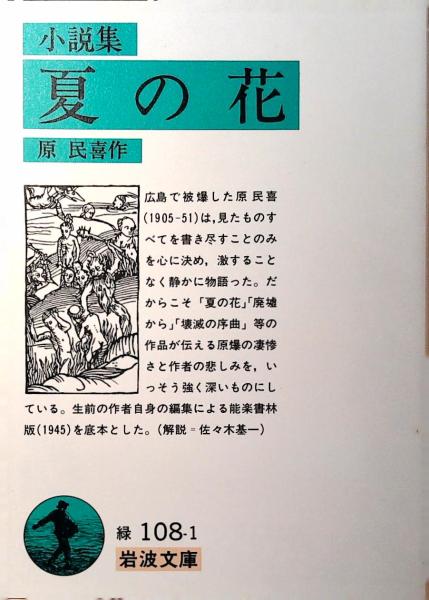 小説集
夏の花
原 民喜作
広島で被爆した原民喜
(1905-51)は,見たものす
べてを書き尽すことのみ
を心に決め，激すること
なく静かに物語った。だ
からこそ「夏の花」「廃墟
から」「壊滅の序曲」等の
作品が伝える原爆の凄惨
さと作者の悲しみを，い
っそう強く深いものにし
ている。生前の作者自身の編集による能楽書林
版(1945)を底本とした。(解説＝佐々木基一)
緑 108-1
岩波文庫